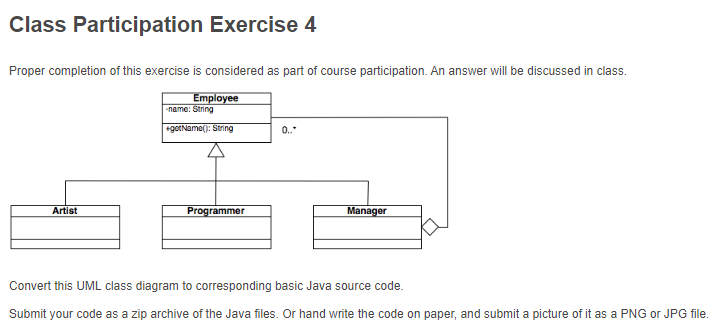 Class Participation Exercise 4
Proper completion of this exercise is considered as part of course participation. An answer will be discussed in class.
Employee
-name: String
+getName(): String
0..*
Artist
Programmer
Manager
Convert this UML class diagram to corresponding basic Java source code.
Submit your code as a zip archive of the Java files. Or hand write the code on paper, and submit a picture of it as a PNG or JPG file.